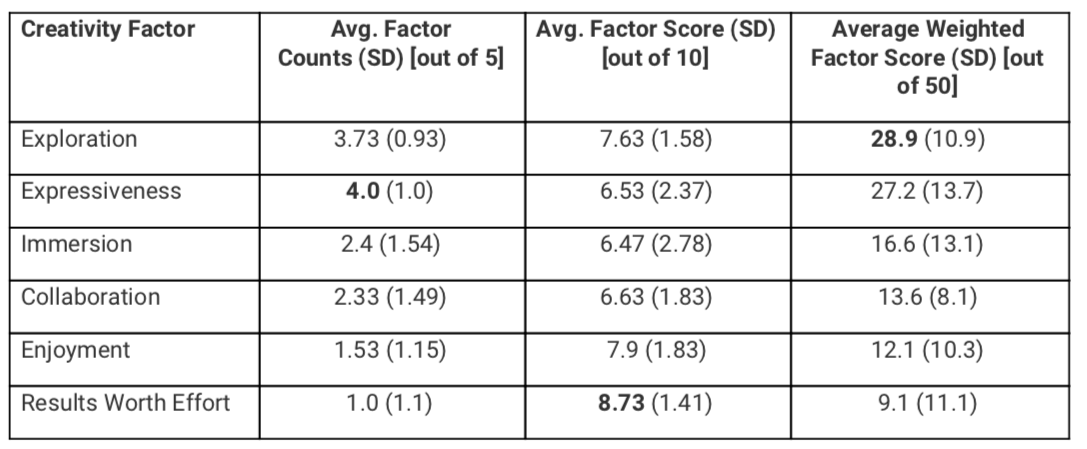 Creativity Factor Avg. Factor Avg. Factor Score (SD) Average Weighted
Counts (SD) [out of 5] [out of 10] Factor Score (SD) [out
of 50]
Exploration 3.73 (0.93) 7.63 (1.58) 28.9 (10.9)
Expressiveness 4.0 (1.0) 6.53 (2.37) 27.2 (13.7)
Immersion 2.4 (1.54) 6.47 (2.78) 16.6 (13.1)
Collaboration 2.33 (1.49) 6.63 (1.83) 13.6 (8.1)
Enjoyment 1.53 (1.15) 7.9 (1.83) 12.1 (10.3)
Results Worth Effort 1.0 (1.1) 8.73 (1.41) 9.1 (11.1)